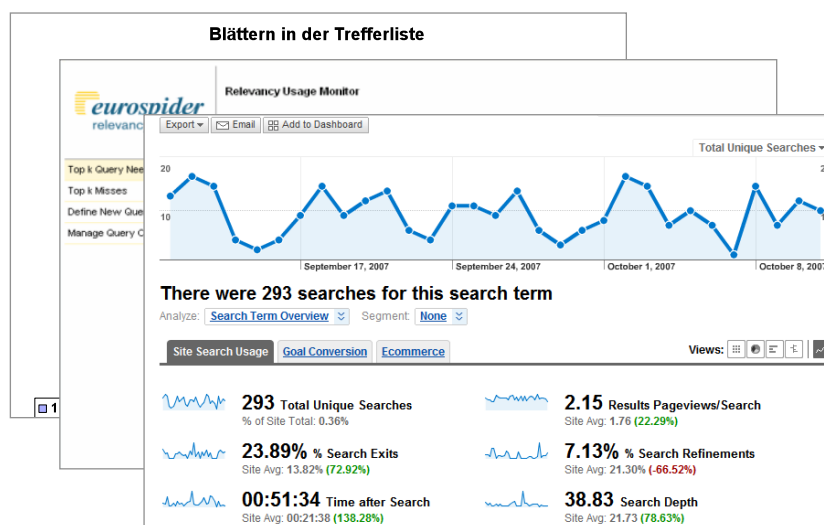 Blättern in der Trefferliste
eurospider
relevanc
Relevancy Usage Monitor
Top k Query Nee
Top k Misses
Define New Que
Manage Query C
1
Export Email Add to Dashboard
Total Unique Searches
20 2
10 1
September 17, 2007 September 24, 2007 October 1, 2007 October 8, 2007
There were 293 searches for this search term
Analyze: Search Term Overview Segment: None
Site Search Usage Goal Conversion Ecommerce Views:
293 Total Unique Searches
% of Site Total: 0.36%
2.15 Results Pageviews/Search
Site Avg: 1.76 (22.29%)
23.89% % Search Exits
Site Avg: 13.82% (72.92%)
7.13% % Search Refinements
Site Avg: 21.30% (-66.52%)
00:51:34 Time after Search
Site Avg: 00:21:38 (138.28%)
38.83 Search Depth
Site Avg: 21.73 (78.63%)